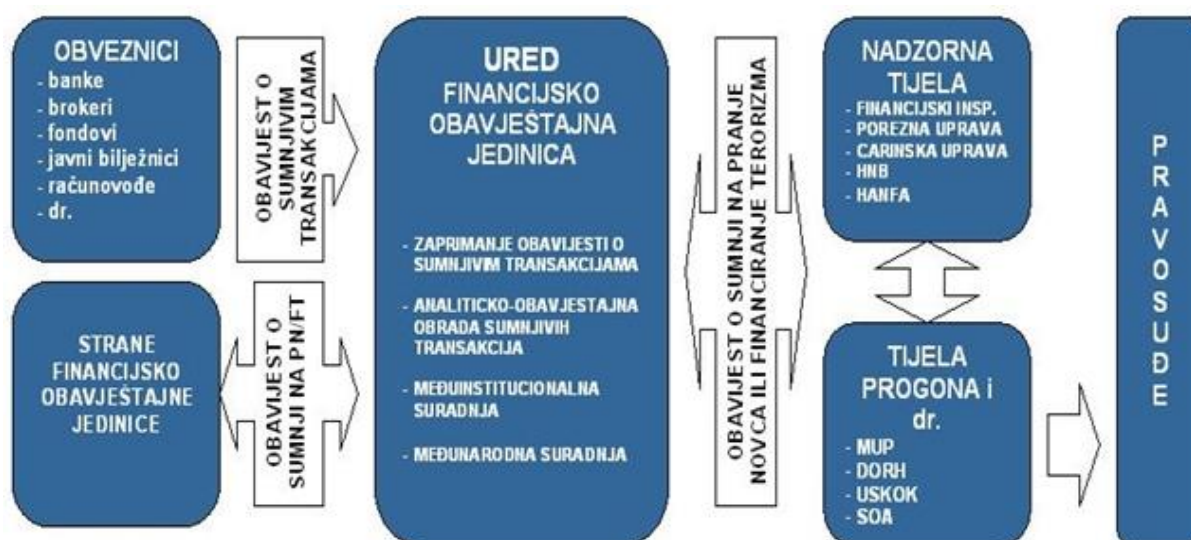 OBVEZNICI
- banke
- brokeri
- fondovi
- javni bilježnici
- računovođe
- dr.
OBAVIJEST O
SUMNJIVIM
TRANSAKCIJAMA
STRANE
FINANCIJSKO
OBAVJEŠTAJNE
JEDINICE
OBAVIJEST O
SUMNJI NA PN/FT
URED
FINANCIJSKO
OBAVJEŠTAJNA
JEDINICA
- ZAPRIMANJE OBAVIJESTI O
SUMNJIVIM TRANSAKCIJAMA
- ANALITICKO-OBAVJESTAJNA
OBRADA SUMNJIVIH
TRANSAKCIJA
- MEĐUINSTITUCIONALNA
SURADNJA
- MEĐUNARODNA SURADNJA
OBAVIJEST O SUMNJI NA PRANJE
NOVCA ILI FINANCIRANJE TERORIZMA
NADZORNA
TIJELA
- FINANCIJSKI INSP.
- POREZNA UPRAVA
- CARINSKA UPRAVA
- HNB
- HANFA
TIJELA
PROGONA i
dr.
- MUP
- DORH
- USKOK
- SOA
PRAVOSUĐE